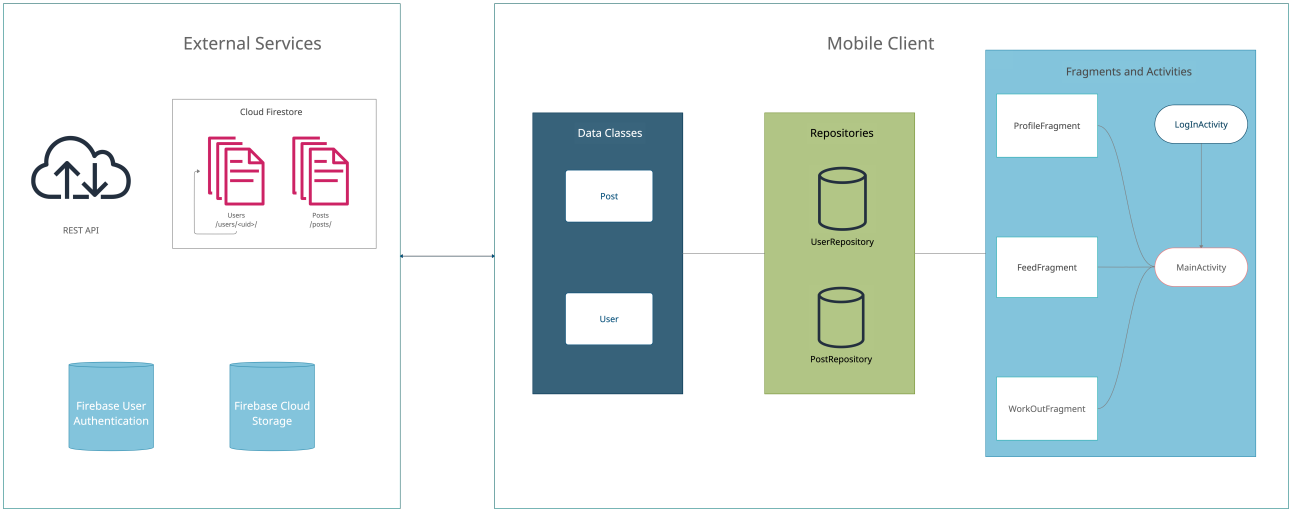 External Services
Cloud Firestore
Users
/users/<uid>/
Posts
/posts/
REST API
Firebase User
Authentication
Firebase Cloud
Storage
Mobile Client
Data Classes
Post
User
Repositories
UserRepository
PostRepository
Fragments and Activities
ProfileFragment
LogInActivity
FeedFragment
MainActivity
WorkOutFragment